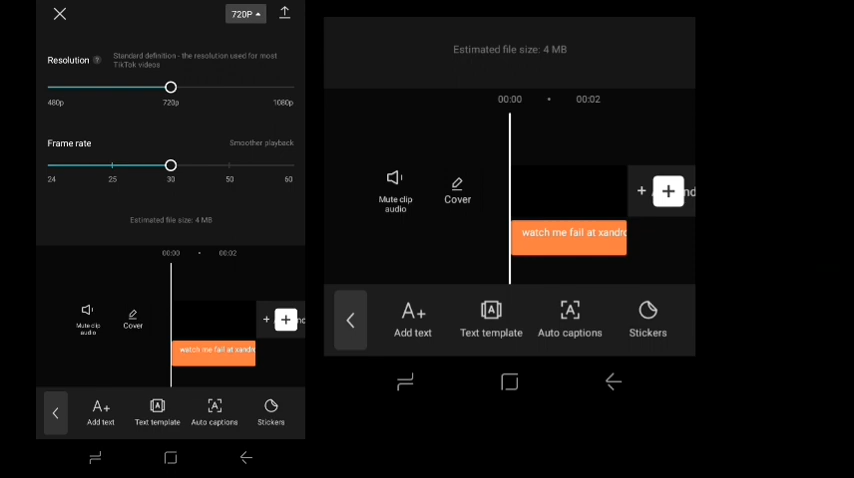 720P
Resolution ?
Standard definition - the resolution used for most
TikTok videos
480p
720p
1080p
Frame rate
Smoother playback
24
25
30
50
60
Estimated file size: 4 MB
00:00
00:02
Mute clip
audio
Cover
+
watch me fail at xandr
Add text
Text template
Auto captions
Stickers
Estimated file size: 4 MB
00:00
00:02
Mute clip
audio
Cover
+
nd
watch me fail at xandr
Add text
Text template
Auto captions
Stickers